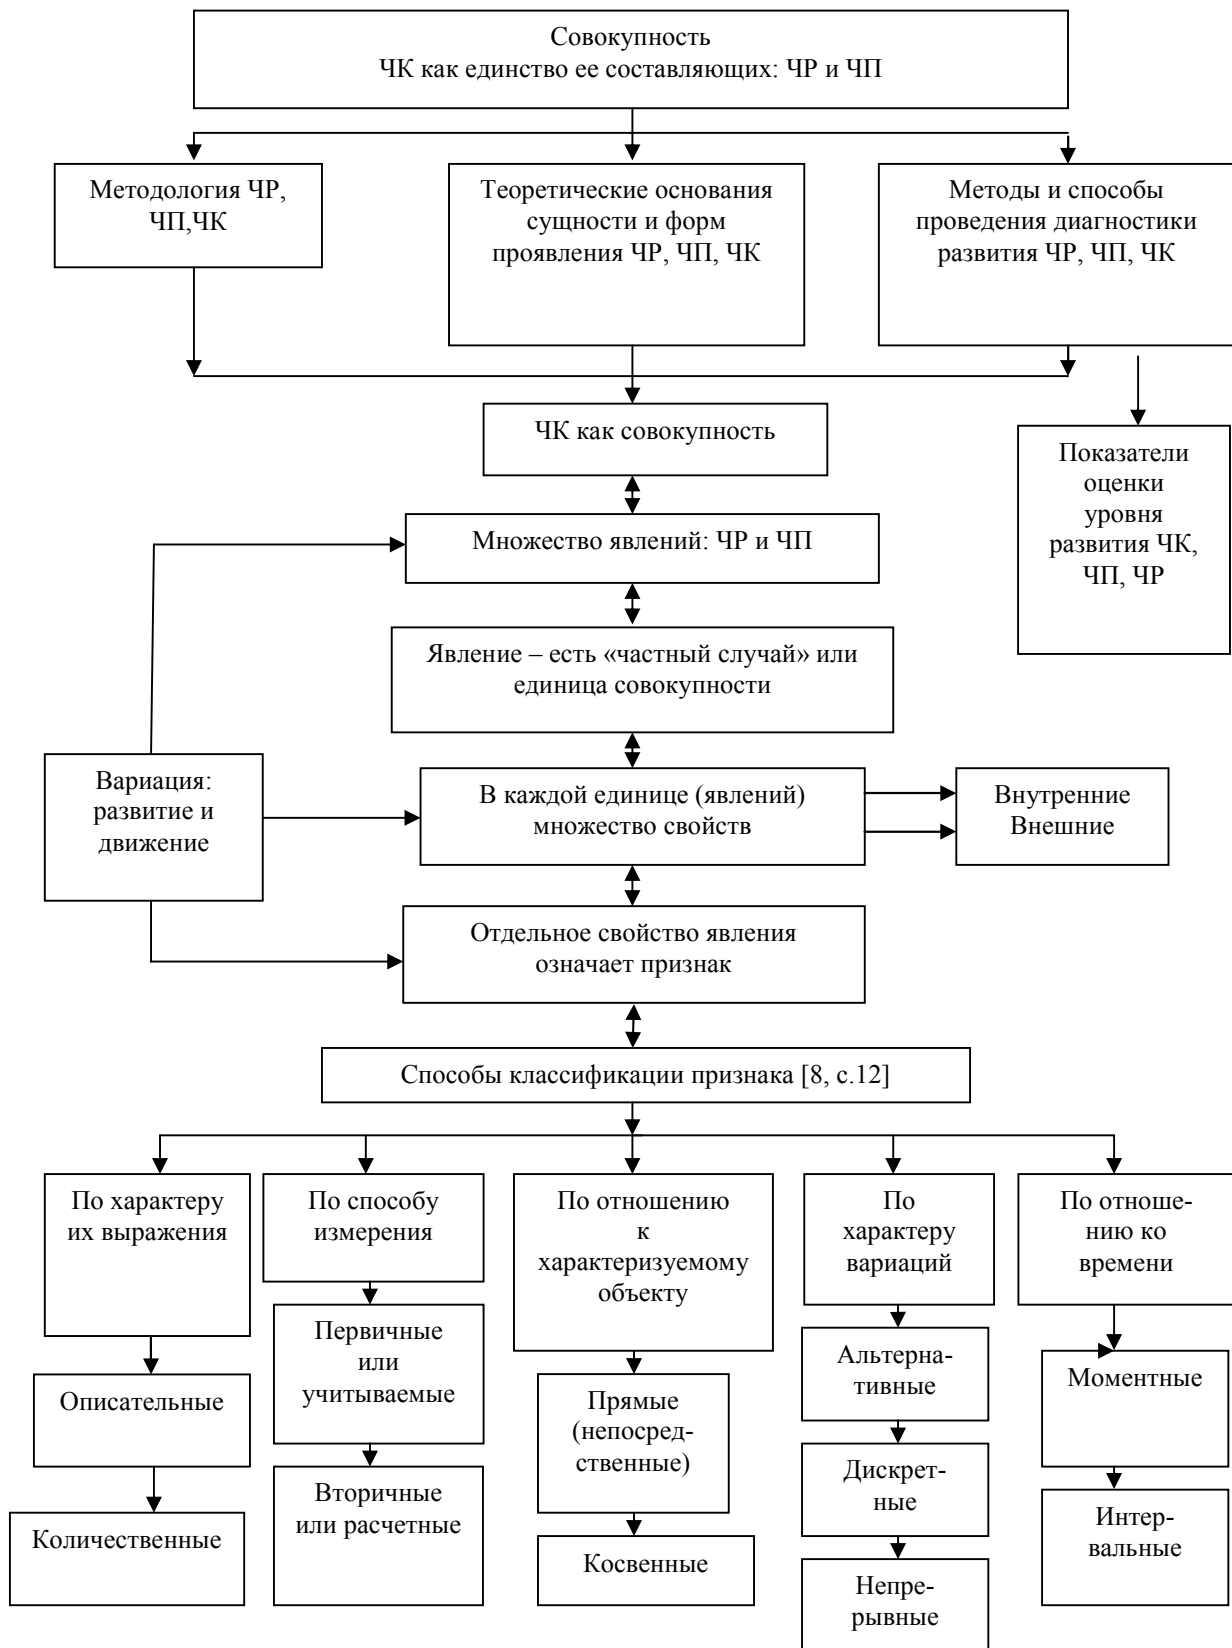 Совокупность
ЧК как единство ее составляющих: ЧР и ЧП
Методология ЧР,
ЧП,ЧК
Теоретические основания
сущности и форм
проявления ЧР, ЧП, ЧК
Методы и способы
проведения диагностики
развития ЧР, ЧП, ЧК
ЧК как совокупность
Показатели
оценки
уровня
развития ЧК,
ЧП, ЧР
Множество явлений: ЧР и ЧП
Явление – есть «частный случай» или
единица совокупности
Вариация:
развитие и
движение
В каждой единице (явлений)
множество свойств
Внутренние
Внешние
Отдельное свойство явления
означает признак
Способы классификации признака [8, с.12]
По характеру
их выражения
Описательные
Количественные
По способу
измерения
Первичные
или
учитываемые
Вторичные
или расчетные
По отношению
к
характеризуемому
объекту
Прямые
(непосред-
ственные)
Косвенные
По
характеру
вариаций
Альтерна-
тивные
Дискрет-
ные
Непре-
рывные
По отноше-
нию ко
времени
Моментные
Интер-
вальные